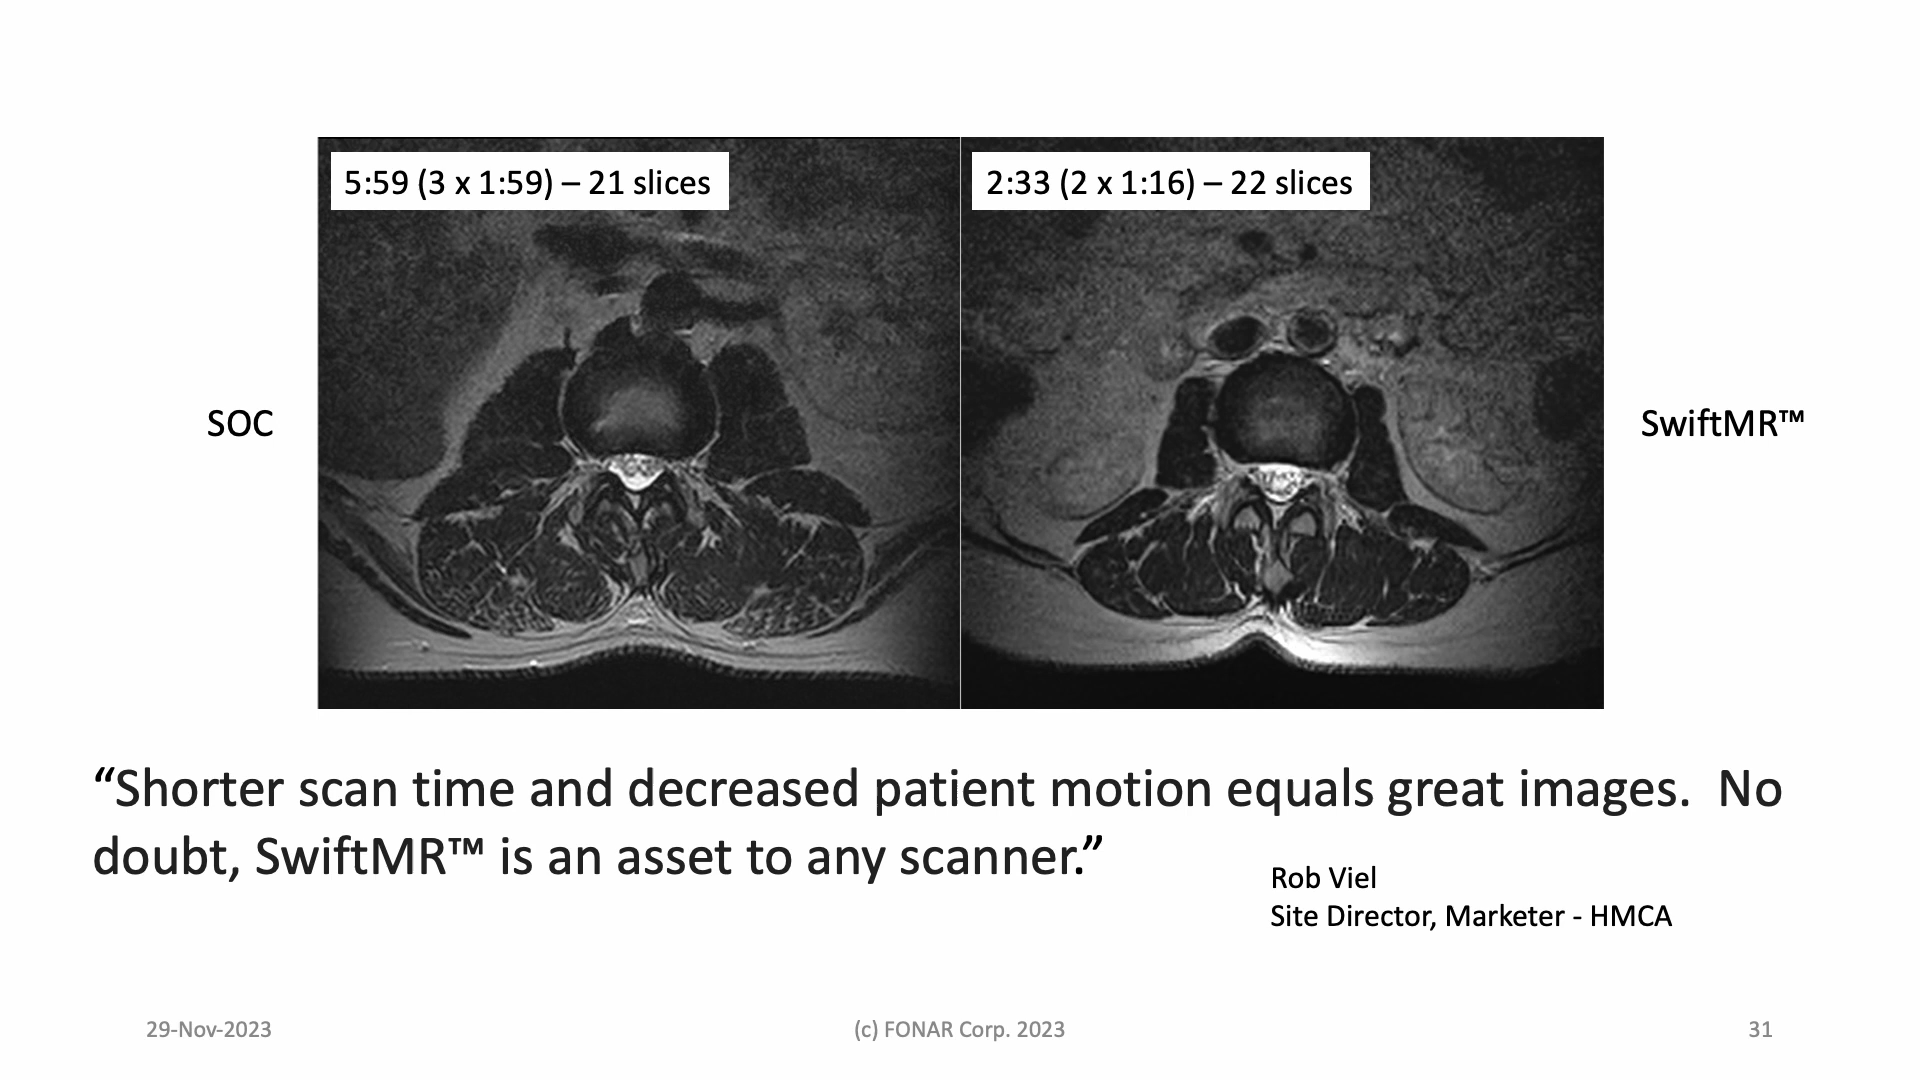 5:59 (3 x 1:59) – 21 slices
2:33 (2 x 1:16) – 22 slices
SOC
SwiftMR™
“Shorter scan time and decreased patient motion equals great images.  No
doubt, SwiftMR™ is an asset to any scanner.”
Rob Viel
Site Director, Marketer - HMCA
29-Nov-2023
(c) FONAR Corp. 2023
31